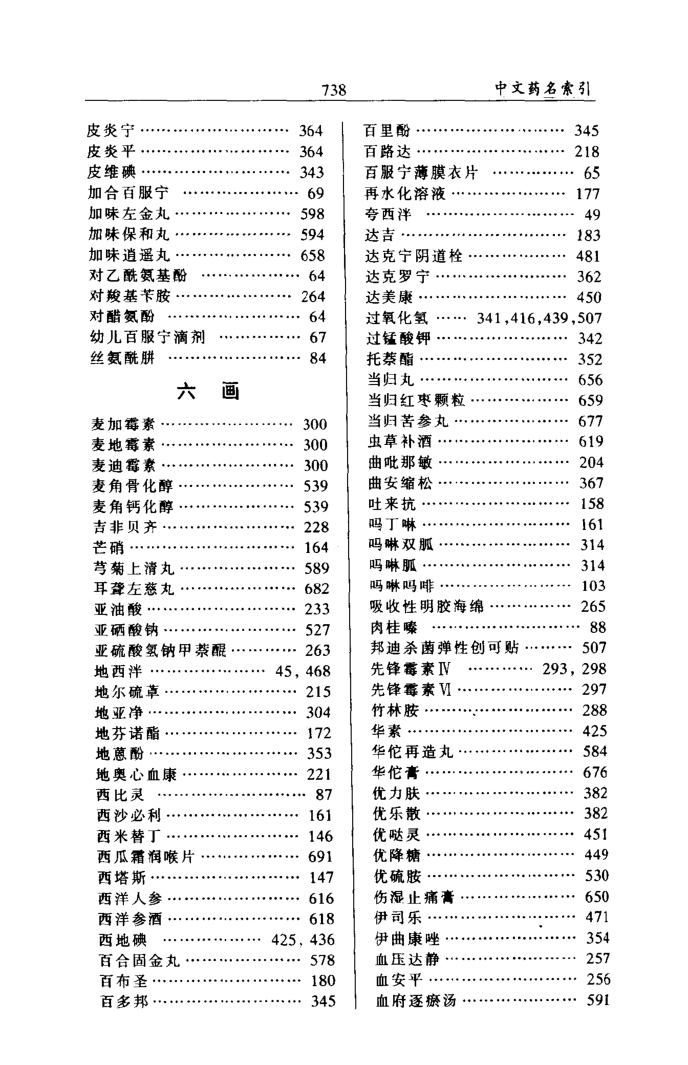 738 中文药名索引
皮炎宁 …………………… 364
皮炎平 …………………… 364
皮维碘 …………………… 343
加合百服宁 ………………… 69
加味左金丸 ……………… 598
加味保和丸 ……………… 594
加味逍遥丸 ……………… 658
对乙酰氨基酚 ……………… 64
对羧基苄胺 ……………… 264
对醋氨酚 …………………… 64
幼儿百服宁滴剂 …………… 67
丝氨酰肼 …………………… 84
六 画
麦加霉素 ………………… 300
麦地霉素 ………………… 300
麦迪霉素 ………………… 300
麦角骨化醇 ……………… 539
麦角钙化醇 ……………… 539
吉非贝齐 ………………… 228
芒硝 ……………………… 164
芎菊上清丸 ……………… 589
耳聋左慈丸 ……………… 682
亚油酸 …………………… 233
亚硒酸钠 ………………… 527
亚硫酸氢钠甲萘醌 ……… 263
地西泮 ……………… 45, 468
地尔硫䓬 ………………… 215
地亚净 …………………… 304
地芬诺酯 ………………… 172
地蒽酚 …………………… 353
地奥心血康 ……………… 221
西比灵 …………………… 87
西沙必利 ………………… 161
西米替丁 ………………… 146
西瓜霜润喉片 …………… 691
西塔斯 …………………… 147
西洋人参 ………………… 616
西洋参酒 ………………… 618
西地碘 …………… 425, 436
百合固金丸 ……………… 578
百布圣 …………………… 180
百多邦 …………………… 345
百里酚 …………………… 345
百路达 …………………… 218
百服宁薄膜衣片 ………… 65
再水化溶液 ……………… 177
夸西泮 …………………… 49
达吉 ……………………… 183
达克宁阴道栓 …………… 481
达克罗宁 ………………… 362
达美康 …………………… 450
过氧化氢 …… 341,416,439,507
过锰酸钾 ………………… 342
托萘酯 …………………… 352
当归丸 …………………… 656
当归红枣颗粒 …………… 659
当归苦参丸 ……………… 677
虫草补酒 ………………… 619
曲吡那敏 ………………… 204
曲安缩松 ………………… 367
吐来抗 …………………… 158
吗丁啉 …………………… 161
吗啉双胍 ………………… 314
吗啉胍 …………………… 314
吗啉吗啡 ………………… 103
吸收性明胶海绵 ………… 265
肉桂嗪 …………………… 88
邦迪杀菌弹性创可贴 …… 507
先锋霉素Ⅳ ………… 293, 298
先锋霉素Ⅵ ……………… 297
竹林胺 …………………… 288
华素 ……………………… 425
华佗再造丸 ……………… 584
华佗膏 …………………… 676
优力肤 …………………… 382
优乐散 …………………… 382
优哒灵 …………………… 451
优降糖 …………………… 449
优硫胺 …………………… 530
伤湿止痛膏 ……………… 650
伊司乐 …………………… 471
伊曲康唑 ………………… 354
血压达静 ………………… 257
血安平 …………………… 256
血府逐瘀汤 ……………… 591